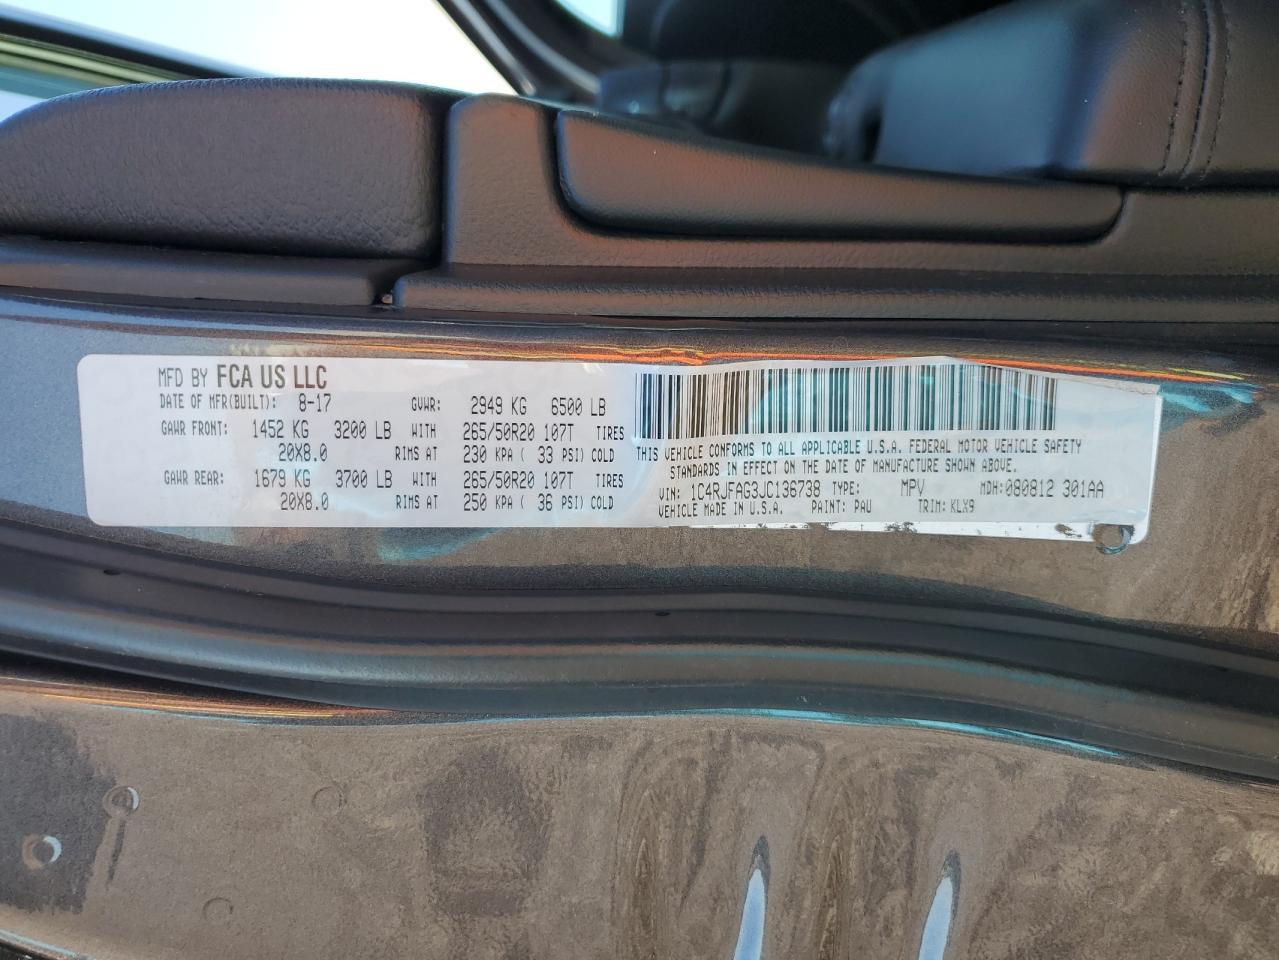 MFD BY FCA US LLC
DATE OF MFR(BUILT): 8-17 GVWR: 2949 KG 6500 LB
GAWR FRONT: 1452 KG 3200 LB WITH 265/50R20 107T TIRES
20X8.0 RIMS AT 230 KPA ( 33 PSI) COLD
GAWR REAR: 1679 KG 3700 LB WITH 265/50R20 107T TIRES
20X8.0 RIMS AT 250 KPA ( 36 PSI) COLD
THIS VEHICLE CONFORMS TO ALL APPLICABLE U.S.A. FEDERAL MOTOR VEHICLE SAFETY
STANDARDS IN EFFECT ON THE DATE OF MANUFACTURE SHOWN ABOVE.
VIN: 1C4RJFAG3JC136738 TYPE: MPV MDH: 080812 301AA
VEHICLE MADE IN U.S.A. PAINT: PAU TRIM: KLX9